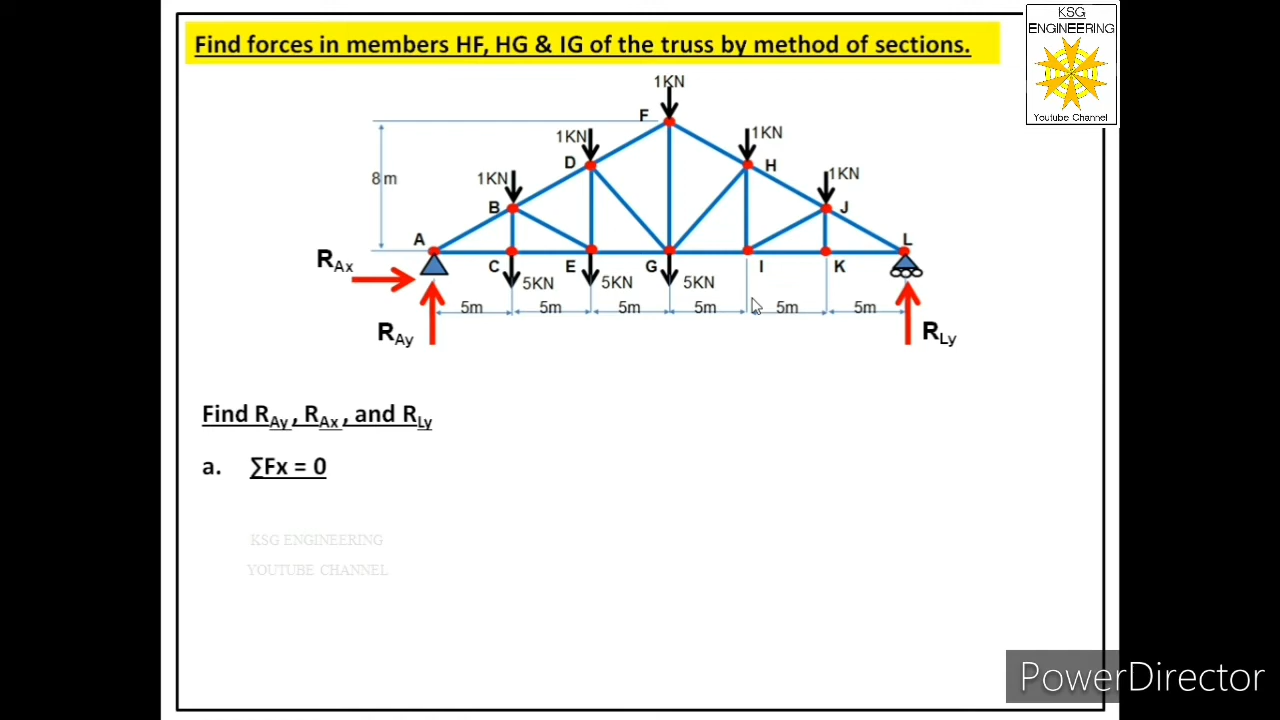 Find forces in members HF, HG & IG of the truss by method of sections.
KSG
ENGINEERING
Youtube Channel
1KN
F
1KN
1KN
D
H
8 m
1KN
1KN
B
J
A
L
RAx
C
E
G
I
K
5KN
5KN
5KN
5m
5m
5m
5m
5m
5m
RAy
RLy
Find RAy , RAx , and RLy
a. ∑Fx = 0
KSG ENGINEERING
YOUTUBE CHANNEL
PowerDirector